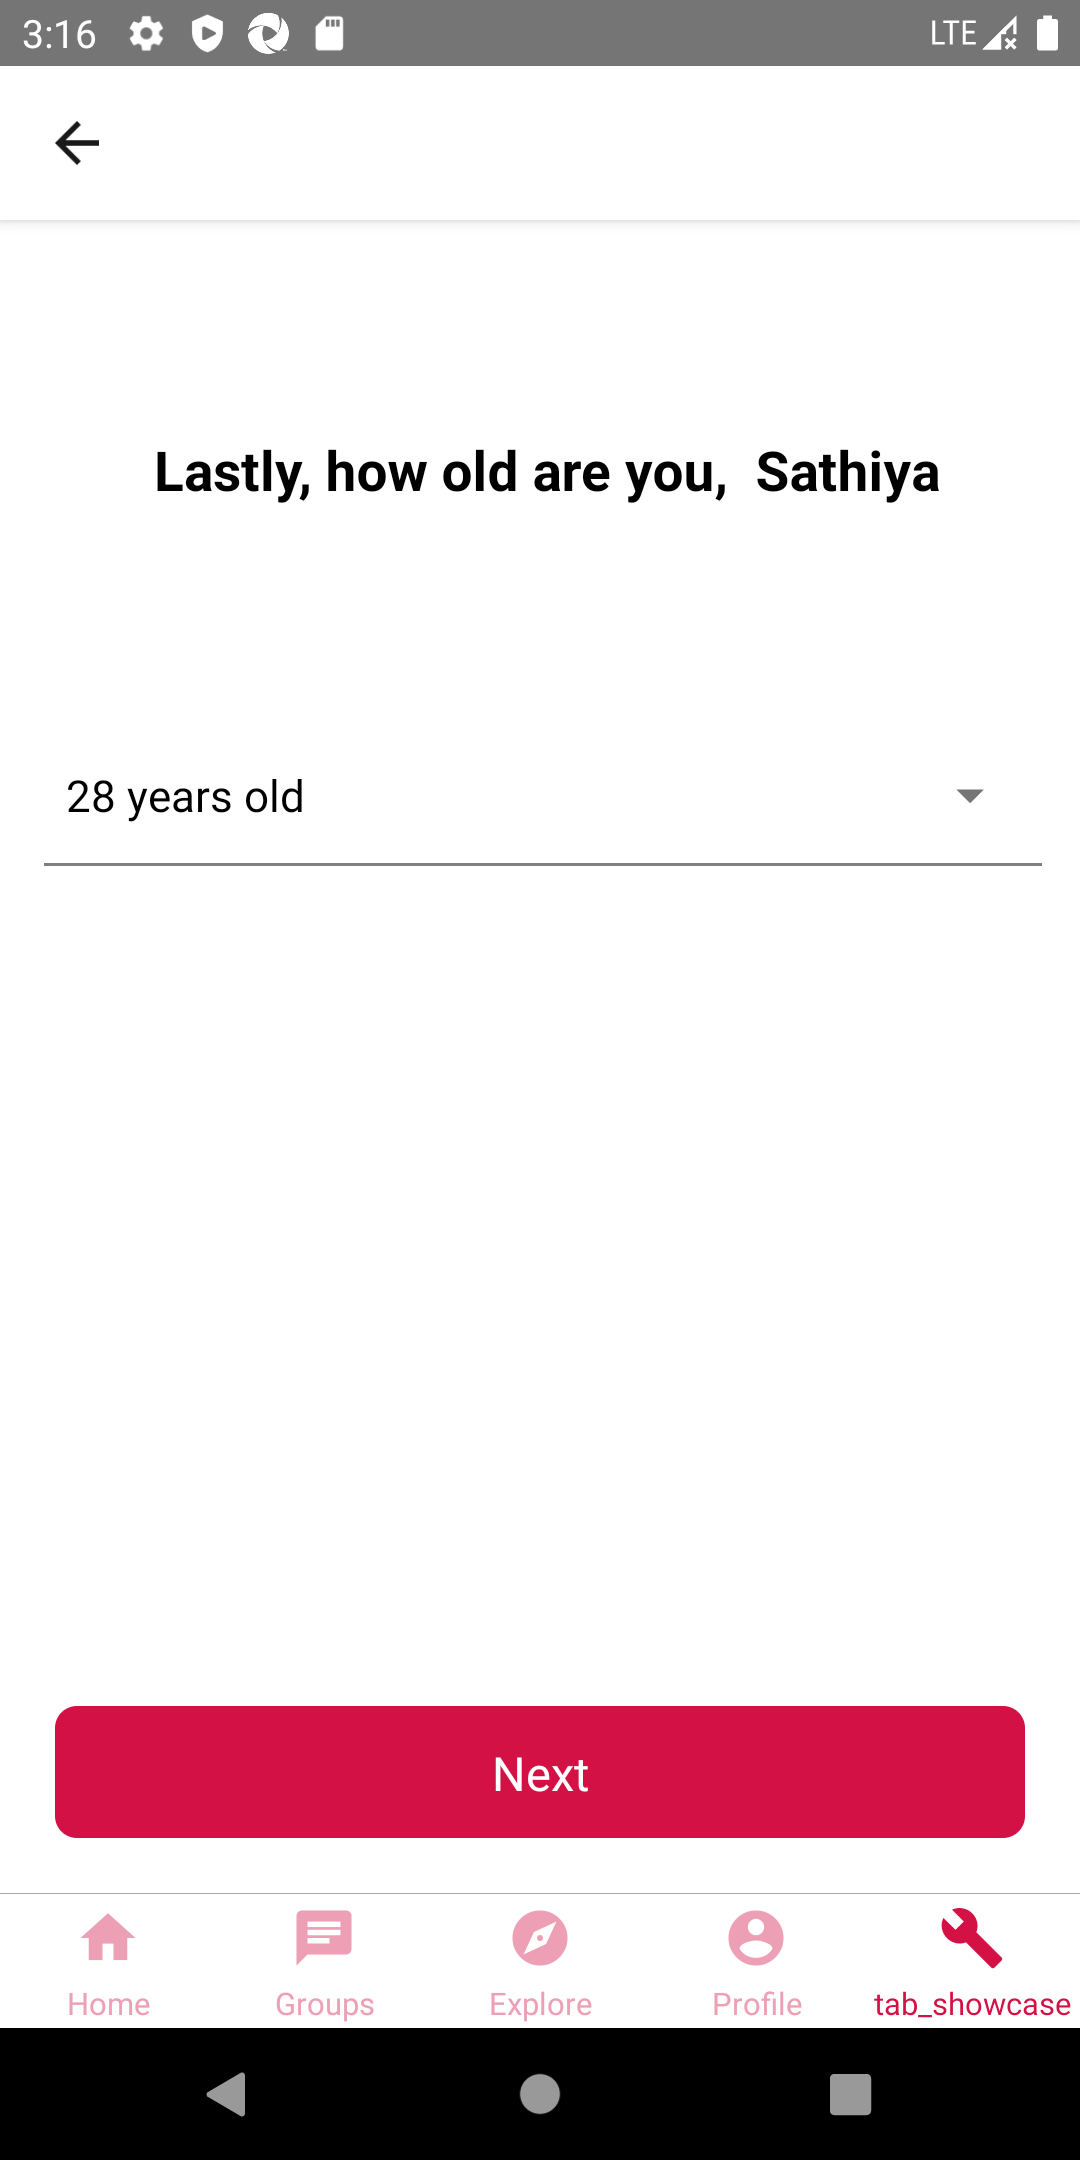 3:16 LTE
Lastly, how old are you,  Sathiya
28 years old
Next
Home Groups Explore Profile tab_showcase